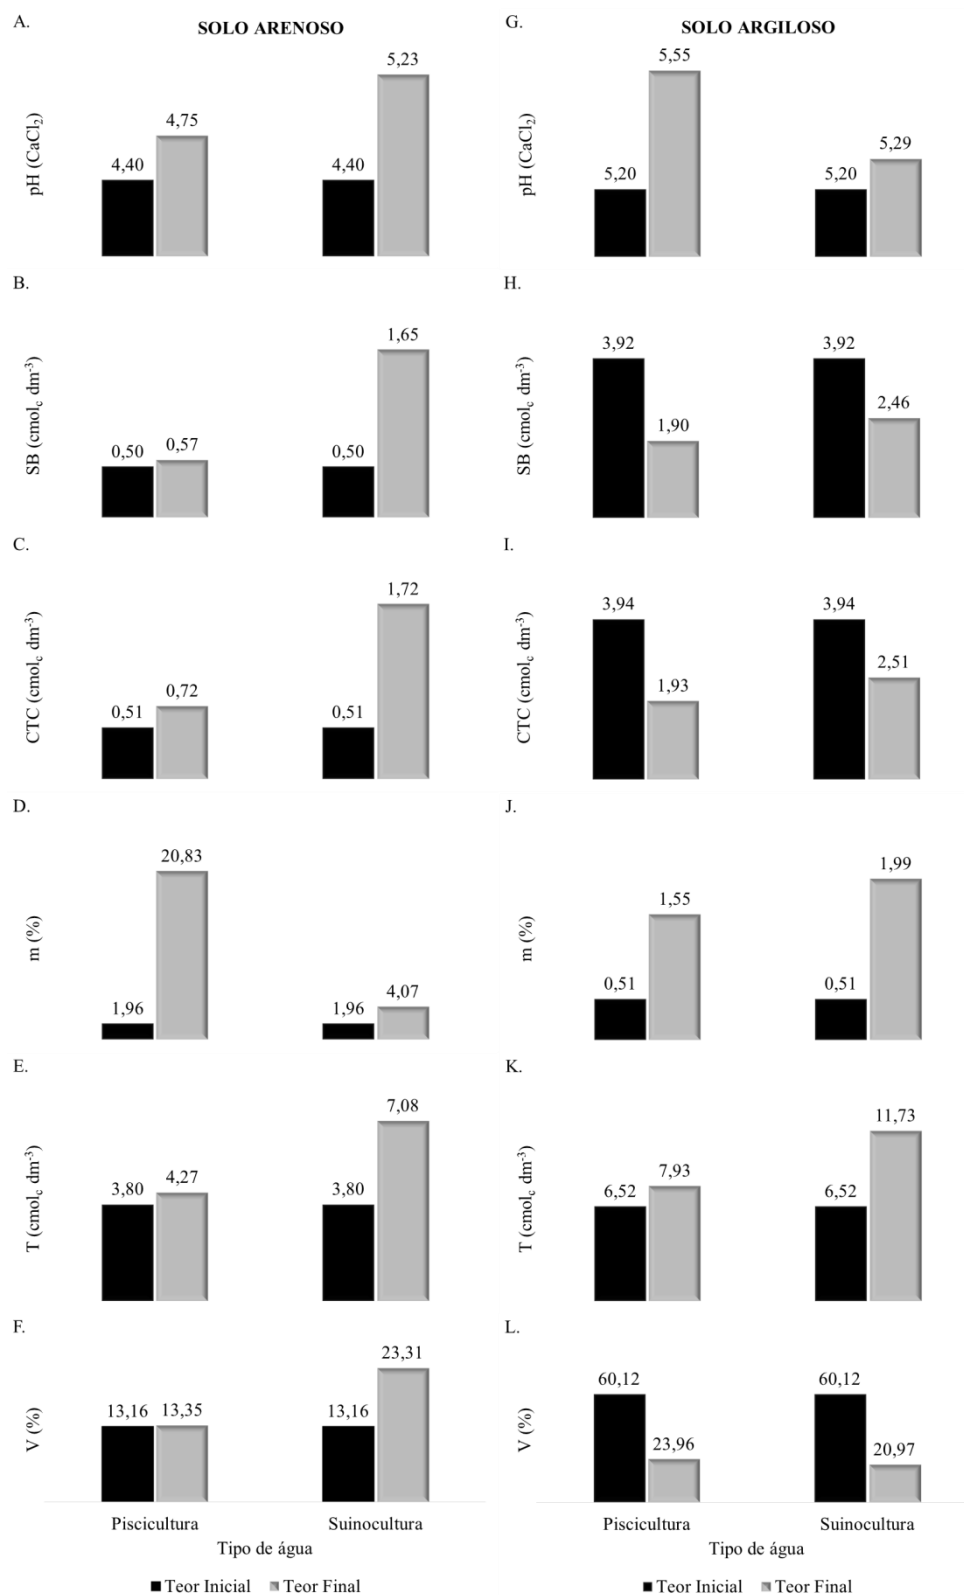 A.
SOLO ARENOSO
pH (CaCl₂)
4,40
4,75
4,40
5,23
B.
SB (cmolc dm⁻³)
0,50
0,57
0,50
1,65
C.
CTC (cmolc dm⁻³)
0,51
0,72
0,51
1,72
D.
m (%)
1,96
20,83
1,96
4,07
E.
T (cmolc dm⁻³)
3,80
4,27
3,80
7,08
F.
V (%)
13,16
13,35
13,16
23,31
Piscicultura
Suinocultura
Tipo de água
Teor Inicial
Teor Final
G.
SOLO ARGILOSO
pH (CaCl₂)
5,20
5,55
5,20
5,29
H.
SB (cmolc dm⁻³)
3,92
1,90
3,92
2,46
I.
CTC (cmolc dm⁻³)
3,94
1,93
3,94
2,51
J.
m (%)
0,51
1,55
0,51
1,99
K.
T (cmolc dm⁻³)
6,52
7,93
6,52
11,73
L.
V (%)
60,12
23,96
60,12
20,97
Piscicultura
Suinocultura
Tipo de água
Teor Inicial
Teor Final